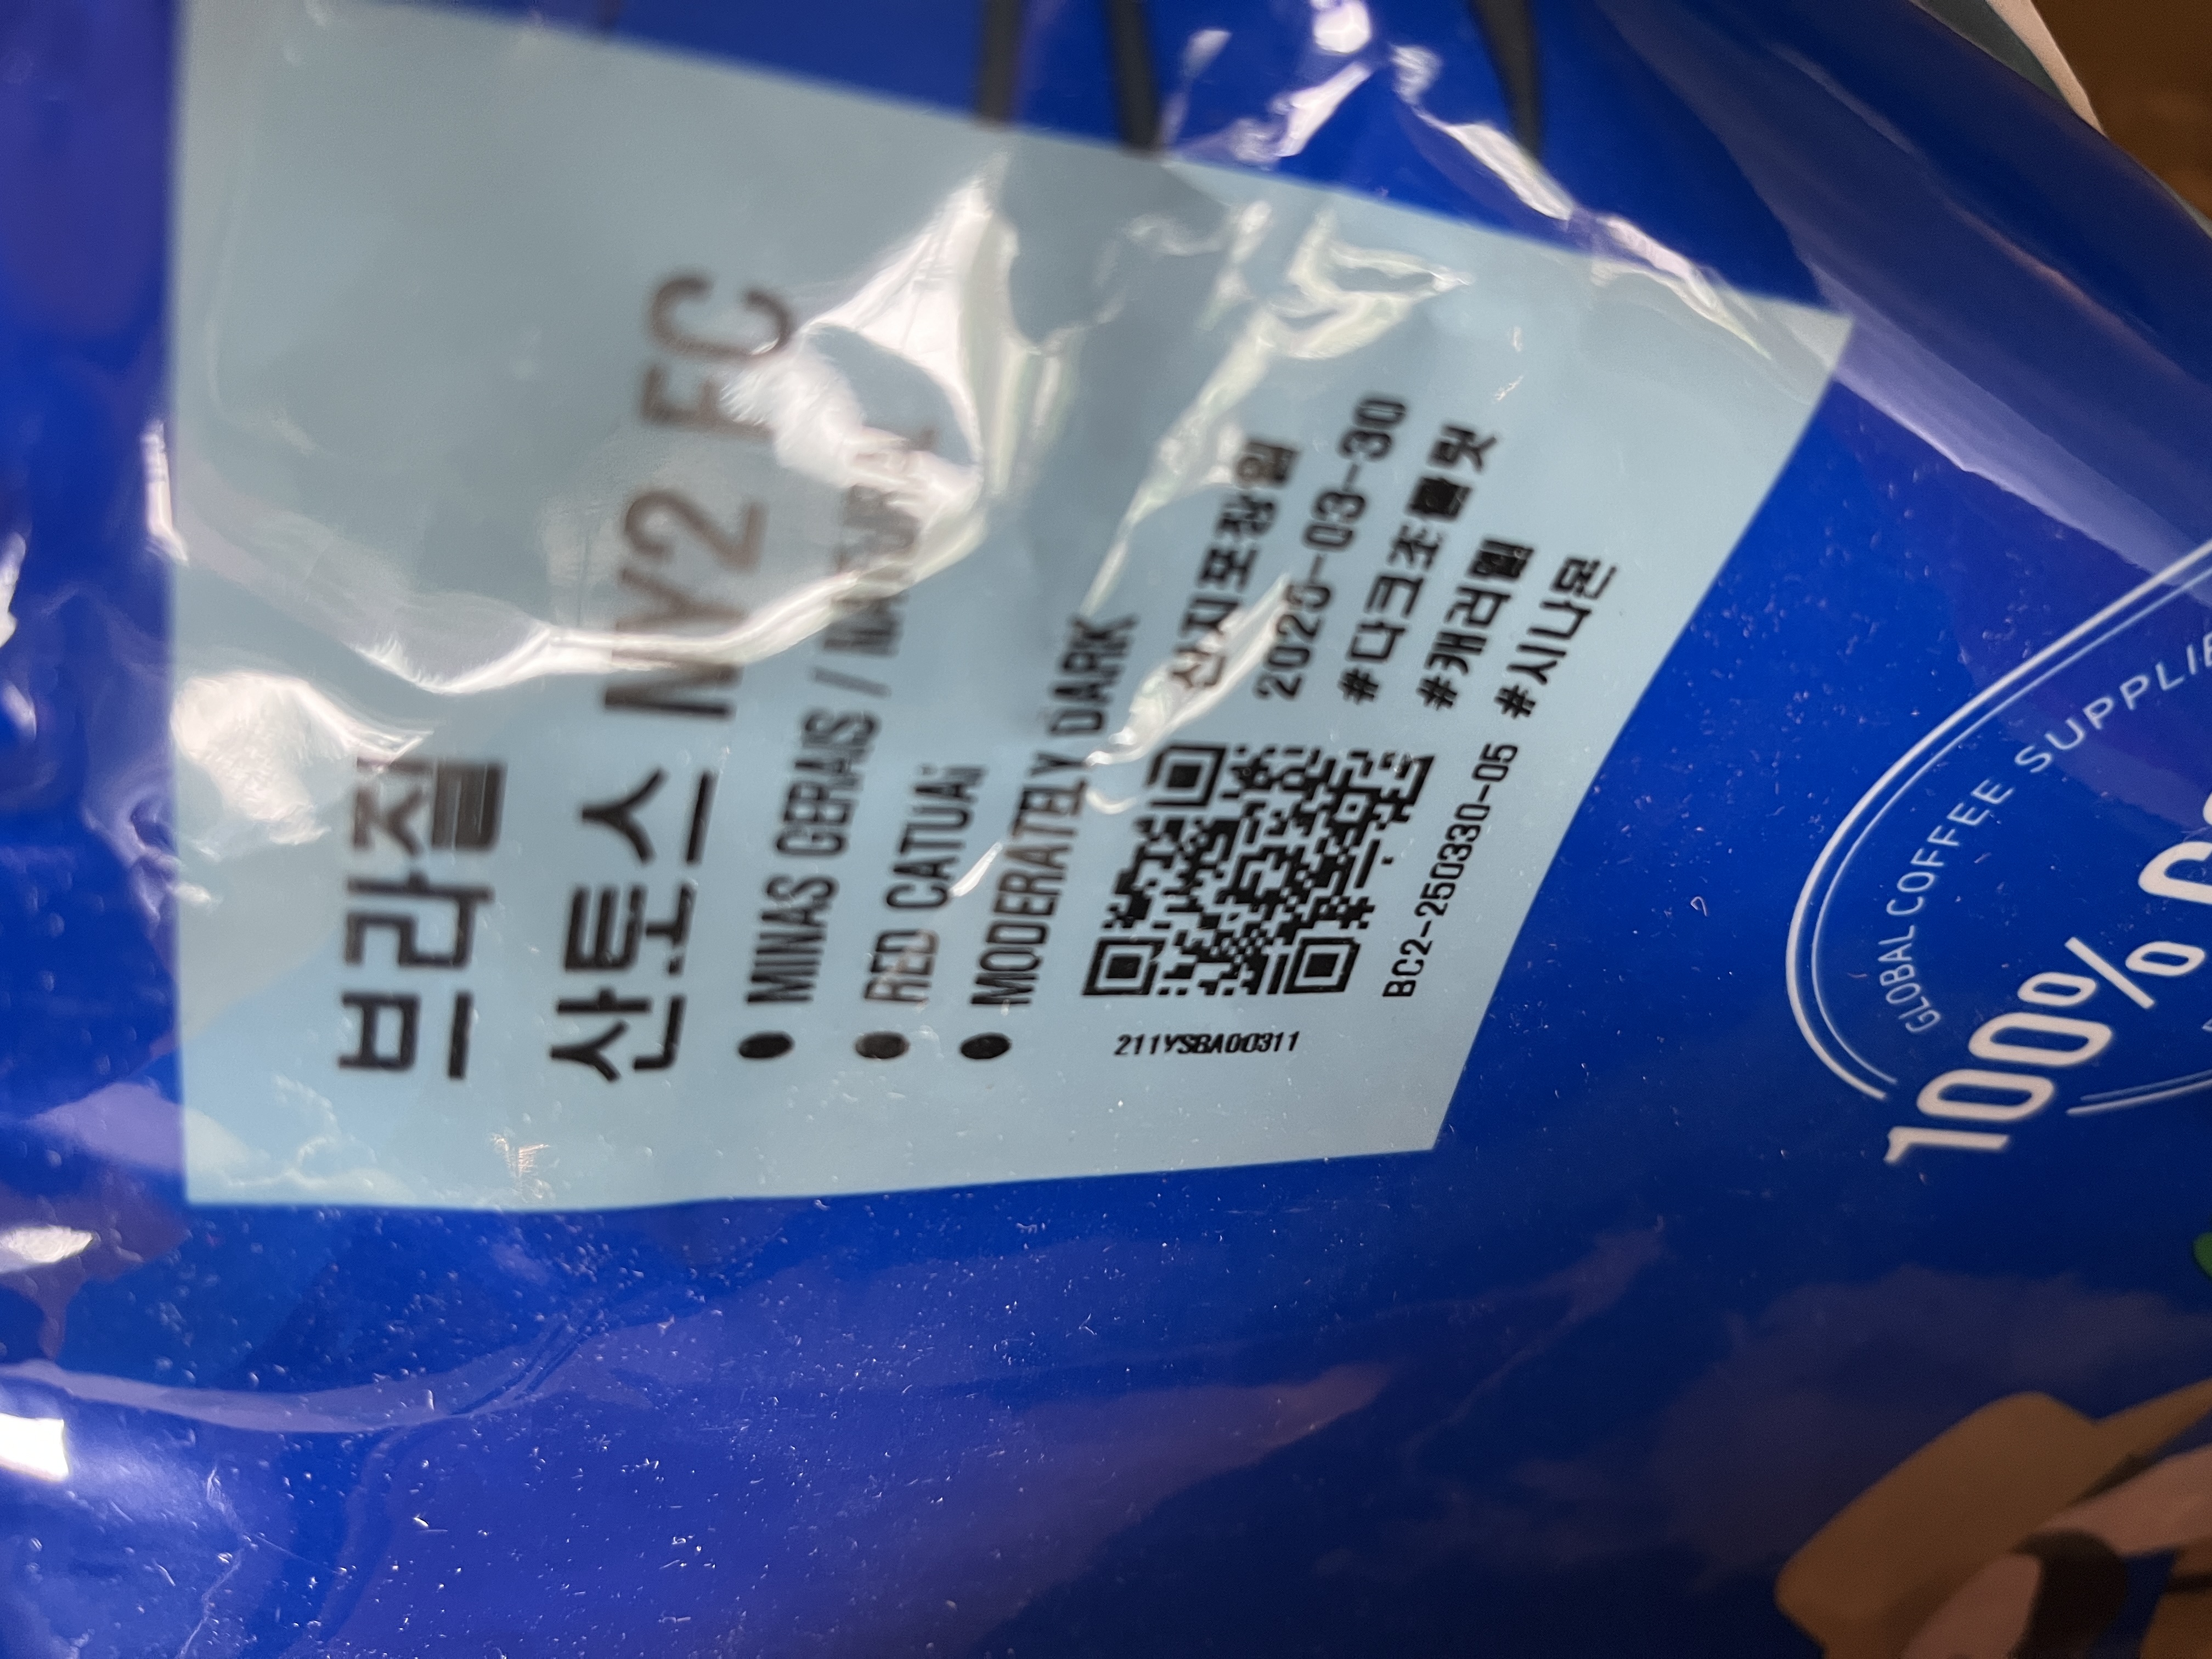 브라질
산토스 NY2 FC
● MINAS GERAIS / NATURAL
● RED CATUAi
● MODERATELY DARK
산지포장일
2025-03-30
#다크초콜릿
#캐러멜
#시나몬
BC2-250330-05
211YSBA00311
GLOBAL COFFEE
100%